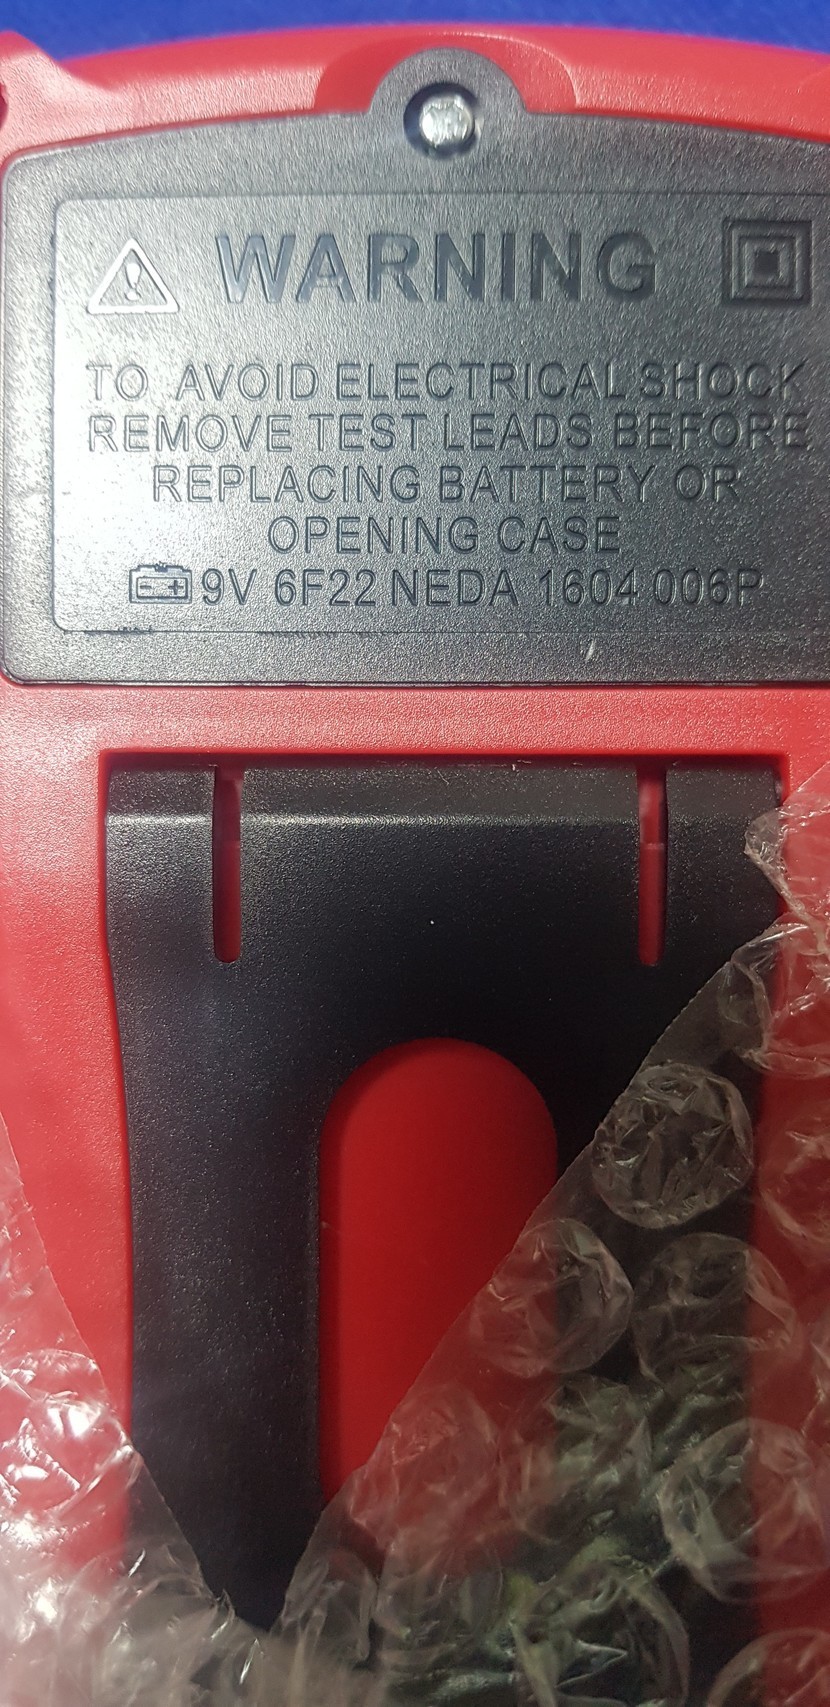 WARNING
TO AVOID ELECTRICAL SHOCK
REMOVE TEST LEADS BEFORE
REPLACING BATTERY OR
OPENING CASE
9V 6F22 NEDA 1604 006P